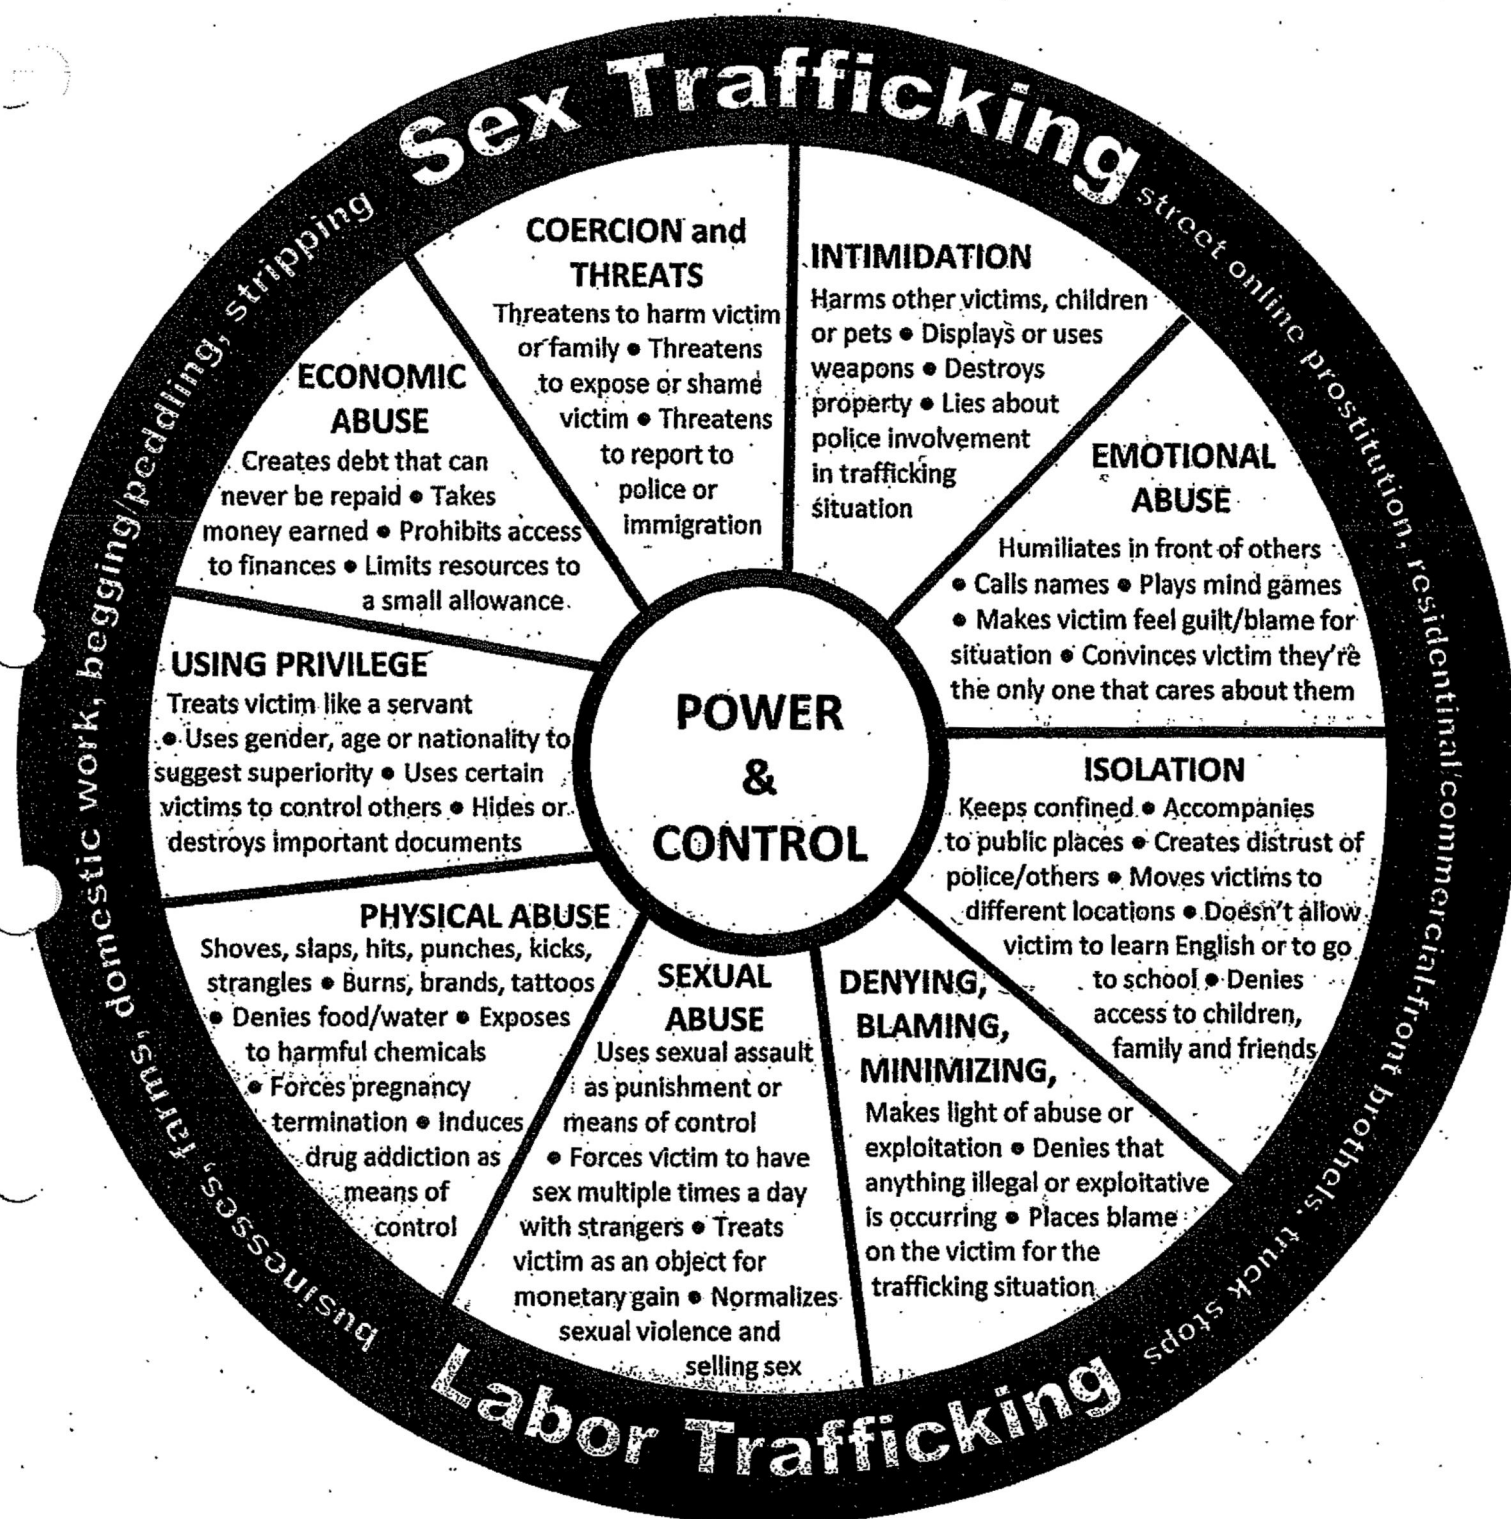 Sex Trafficking
street online prostitution, residentinal/commercial-front brothels, truck stops
Labor Trafficking
businesses, farms, domestic work, begging/peddling, stripping
POWER
&
CONTROL
COERCION and
THREATS
Threatens to harm victim
or family ● Threatens
to expose or shame
victim ● Threatens
to report to
police or
immigration
INTIMIDATION
Harms other victims, children
or pets ● Displays or uses
weapons ● Destroys
property ● Lies about
police involvement
in trafficking
situation
EMOTIONAL
ABUSE
Humiliates in front of others
● Calls names ● Plays mind games
● Makes victim feel guilt/blame for
situation ● Convinces victim they're
the only one that cares about them
ISOLATION
Keeps confined ● Accompanies
to public places ● Creates distrust of
police/others ● Moves victims to
different locations ● Doesn't allow
victim to learn English or to go
to school ● Denies
access to children,
family and friends
DENYING,
BLAMING,
MINIMIZING,
Makes light of abuse or
exploitation ● Denies that
anything illegal or exploitative
is occurring ● Places blame
on the victim for the
trafficking situation
SEXUAL
ABUSE
Uses sexual assault
as punishment or
means of control
● Forces victim to have
sex multiple times a day
with strangers ● Treats
victim as an object for
monetary gain ● Normalizes
sexual violence and
selling sex
PHYSICAL ABUSE
Shoves, slaps, hits, punches, kicks,
strangles ● Burns, brands, tattoos
● Denies food/water ● Exposes
to harmful chemicals
● Forces pregnancy
termination ● Induces
drug addiction as
means of
control
USING PRIVILEGE
Treats victim like a servant
● Uses gender, age or nationality to
suggest superiority ● Uses certain
victims to control others ● Hides or
destroys important documents
ECONOMIC
ABUSE
Creates debt that can
never be repaid ● Takes
money earned ● Prohibits access
to finances ● Limits resources to
a small allowance